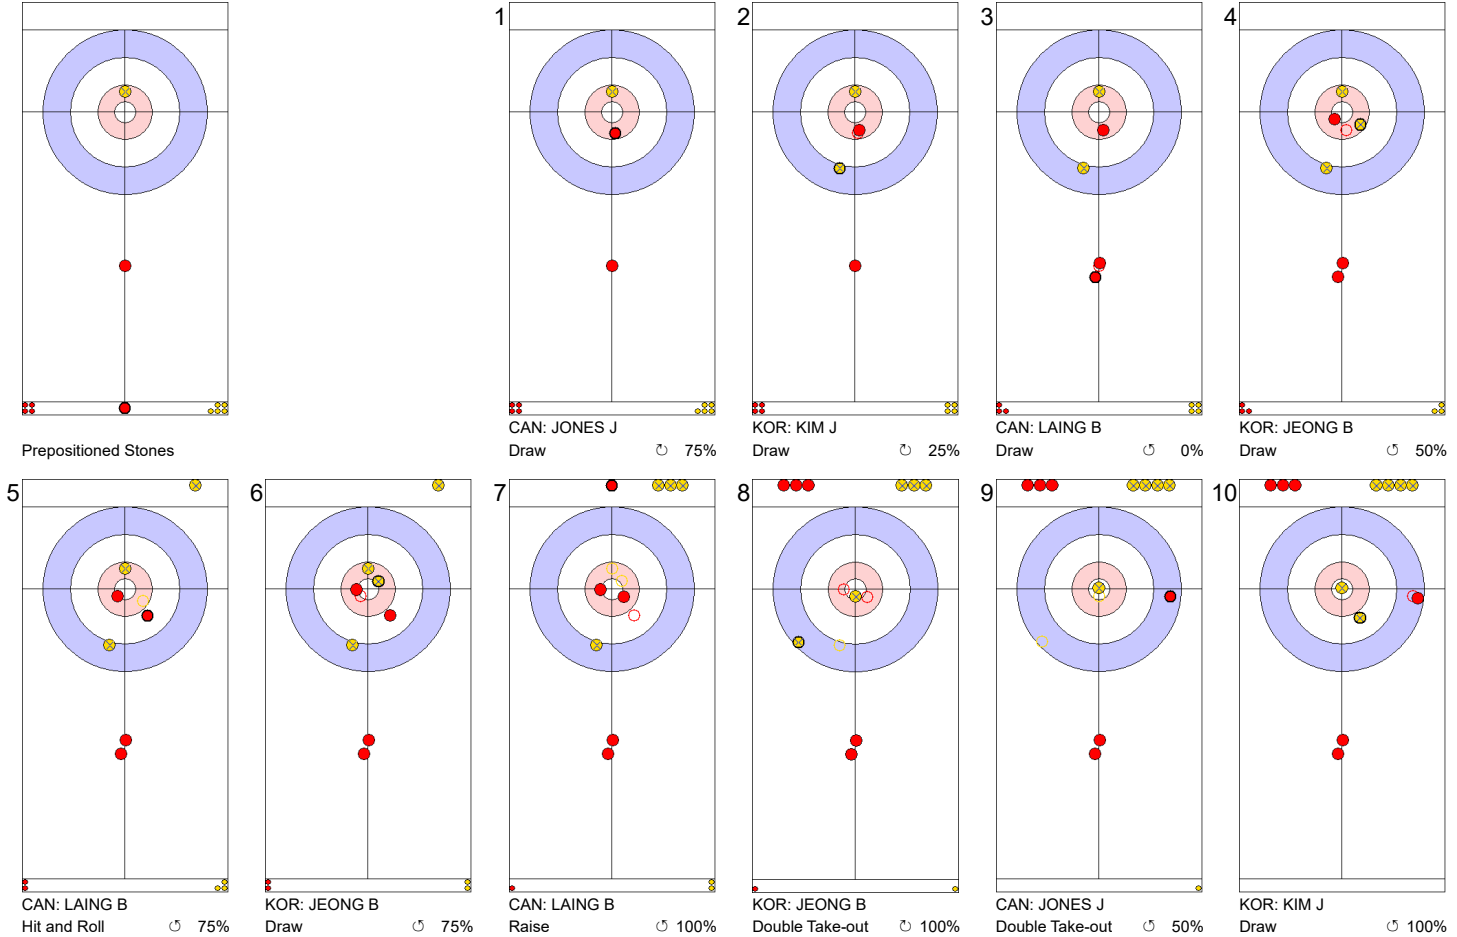 1
2
3
4
Prepositioned Stones
CAN: JONES J
Draw ↻ 75%
KOR: KIM J
Draw ↻ 25%
CAN: LAING B
Draw ↺ 0%
KOR: JEONG B
Draw ↺ 50%
5
6
7
8
9
10
CAN: LAING B
Hit and Roll ↺ 75%
KOR: JEONG B
Draw ↺ 75%
CAN: LAING B
Raise ↺ 100%
KOR: JEONG B
Double Take-out ↻ 100%
CAN: JONES J
Double Take-out ↺ 50%
KOR: KIM J
Draw ↺ 100%